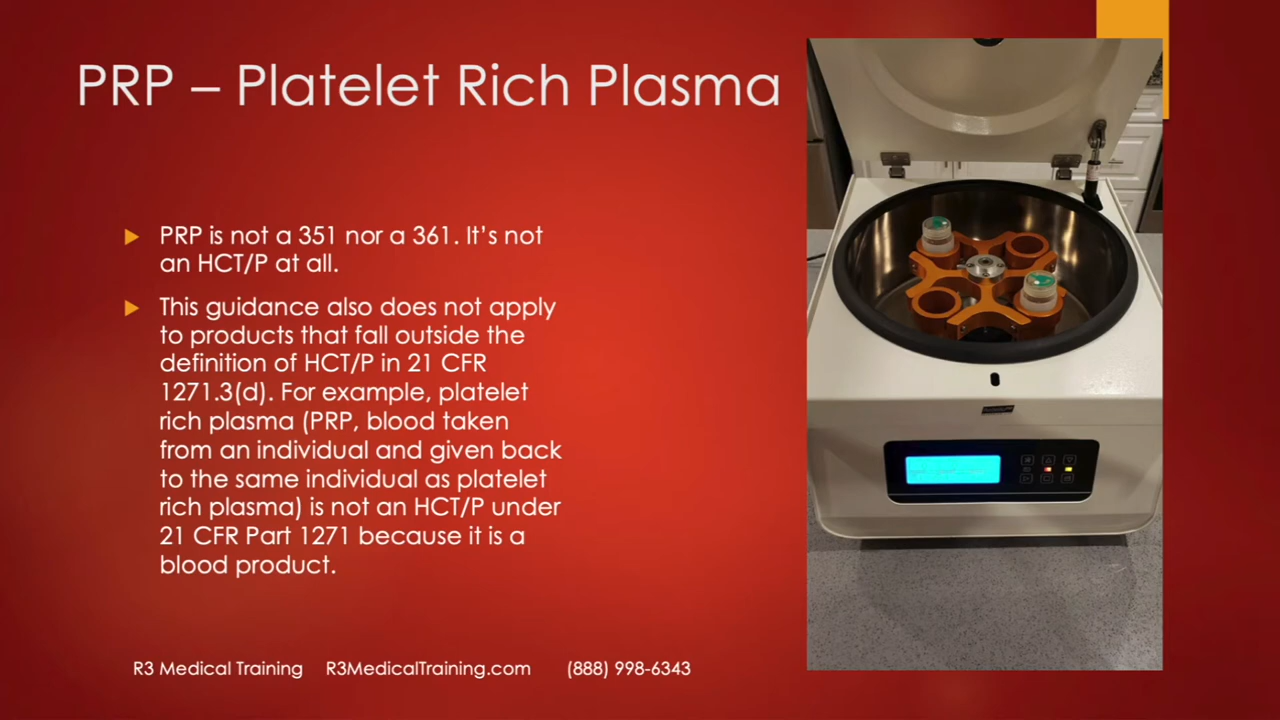 PRP – Platelet Rich Plasma
PRP is not a 351 nor a 361. It's not
an HCT/P at all.
This guidance also does not apply
to products that fall outside the
definition of HCT/P in 21 CFR
1271.3(d). For example, platelet
rich plasma (PRP, blood taken
from an individual and given back
to the same individual as platelet
rich plasma) is not an HCT/P under
21 CFR Part 1271 because it is a
blood product.
R3 Medical Training R3MedicalTraining.com (888) 998-6343